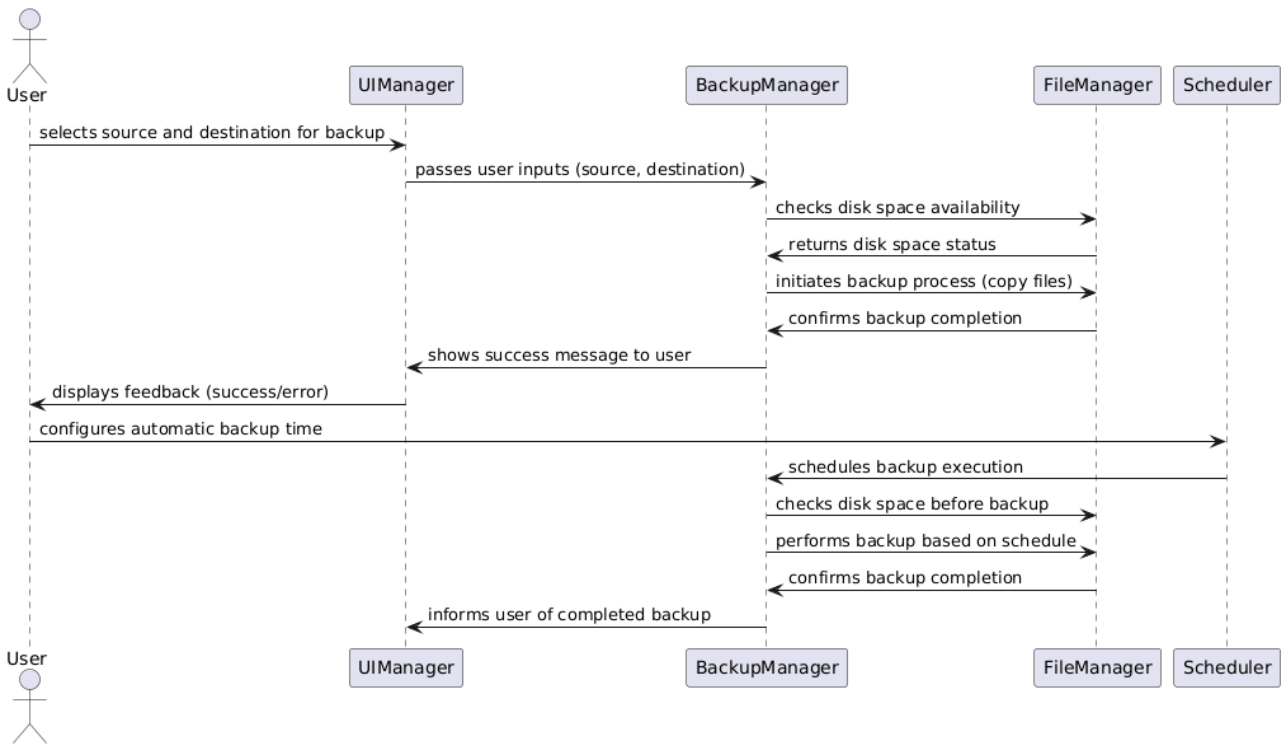 User
UIManager
BackupManager
FileManager
Scheduler
selects source and destination for backup
passes user inputs (source, destination)
checks disk space availability
returns disk space status
initiates backup process (copy files)
confirms backup completion
shows success message to user
displays feedback (success/error)
configures automatic backup time
schedules backup execution
checks disk space before backup
performs backup based on schedule
confirms backup completion
informs user of completed backup
User
UIManager
BackupManager
FileManager
Scheduler